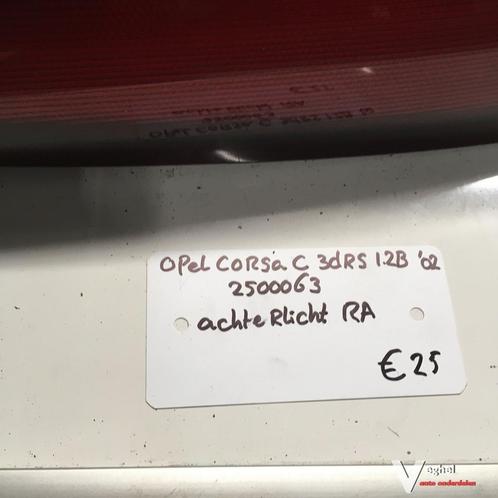 OPel CORSa C 3dRS 1.2B '02
2500063
achteRlicht RA
€25
Veghel
auto onderdelen